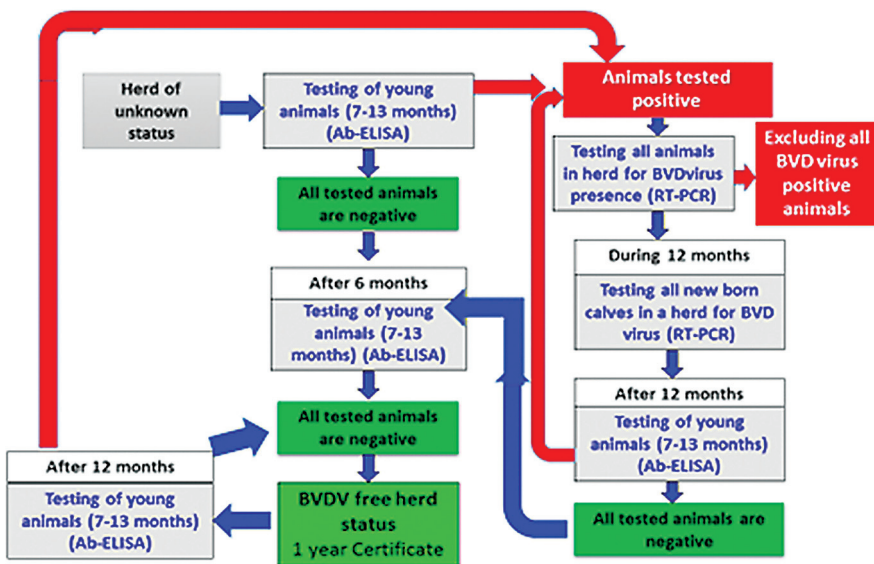 Herd of
unknown
status
Testing of young
animals (7-13 months)
(Ab-ELISA)
Animals tested
positive
Testing all animals
in herd for BVDvirus
presence (RT-PCR)
Excluding all
BVD virus
positive
animals
All tested animals
are negative
During 12 months
Testing all new born
calves in a herd for BVD
virus (RT-PCR)
After 6 months
Testing of young
animals (7-13
months) (Ab-ELISA)
After 12 months
Testing of young
animals (7-13 months)
(Ab-ELISA)
All tested animals
are negative
After 12 months
Testing of young
animals (7-13 months)
(Ab-ELISA)
BVDV free herd
status
1 year Certificate
All tested animals are
negative